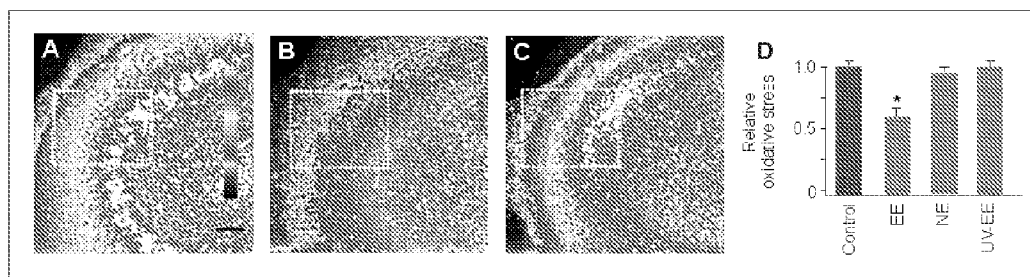 A
B
C
D
Relative
oxidative stress
1.0
0.5
0
Control
EE
NE
UV-EE
*